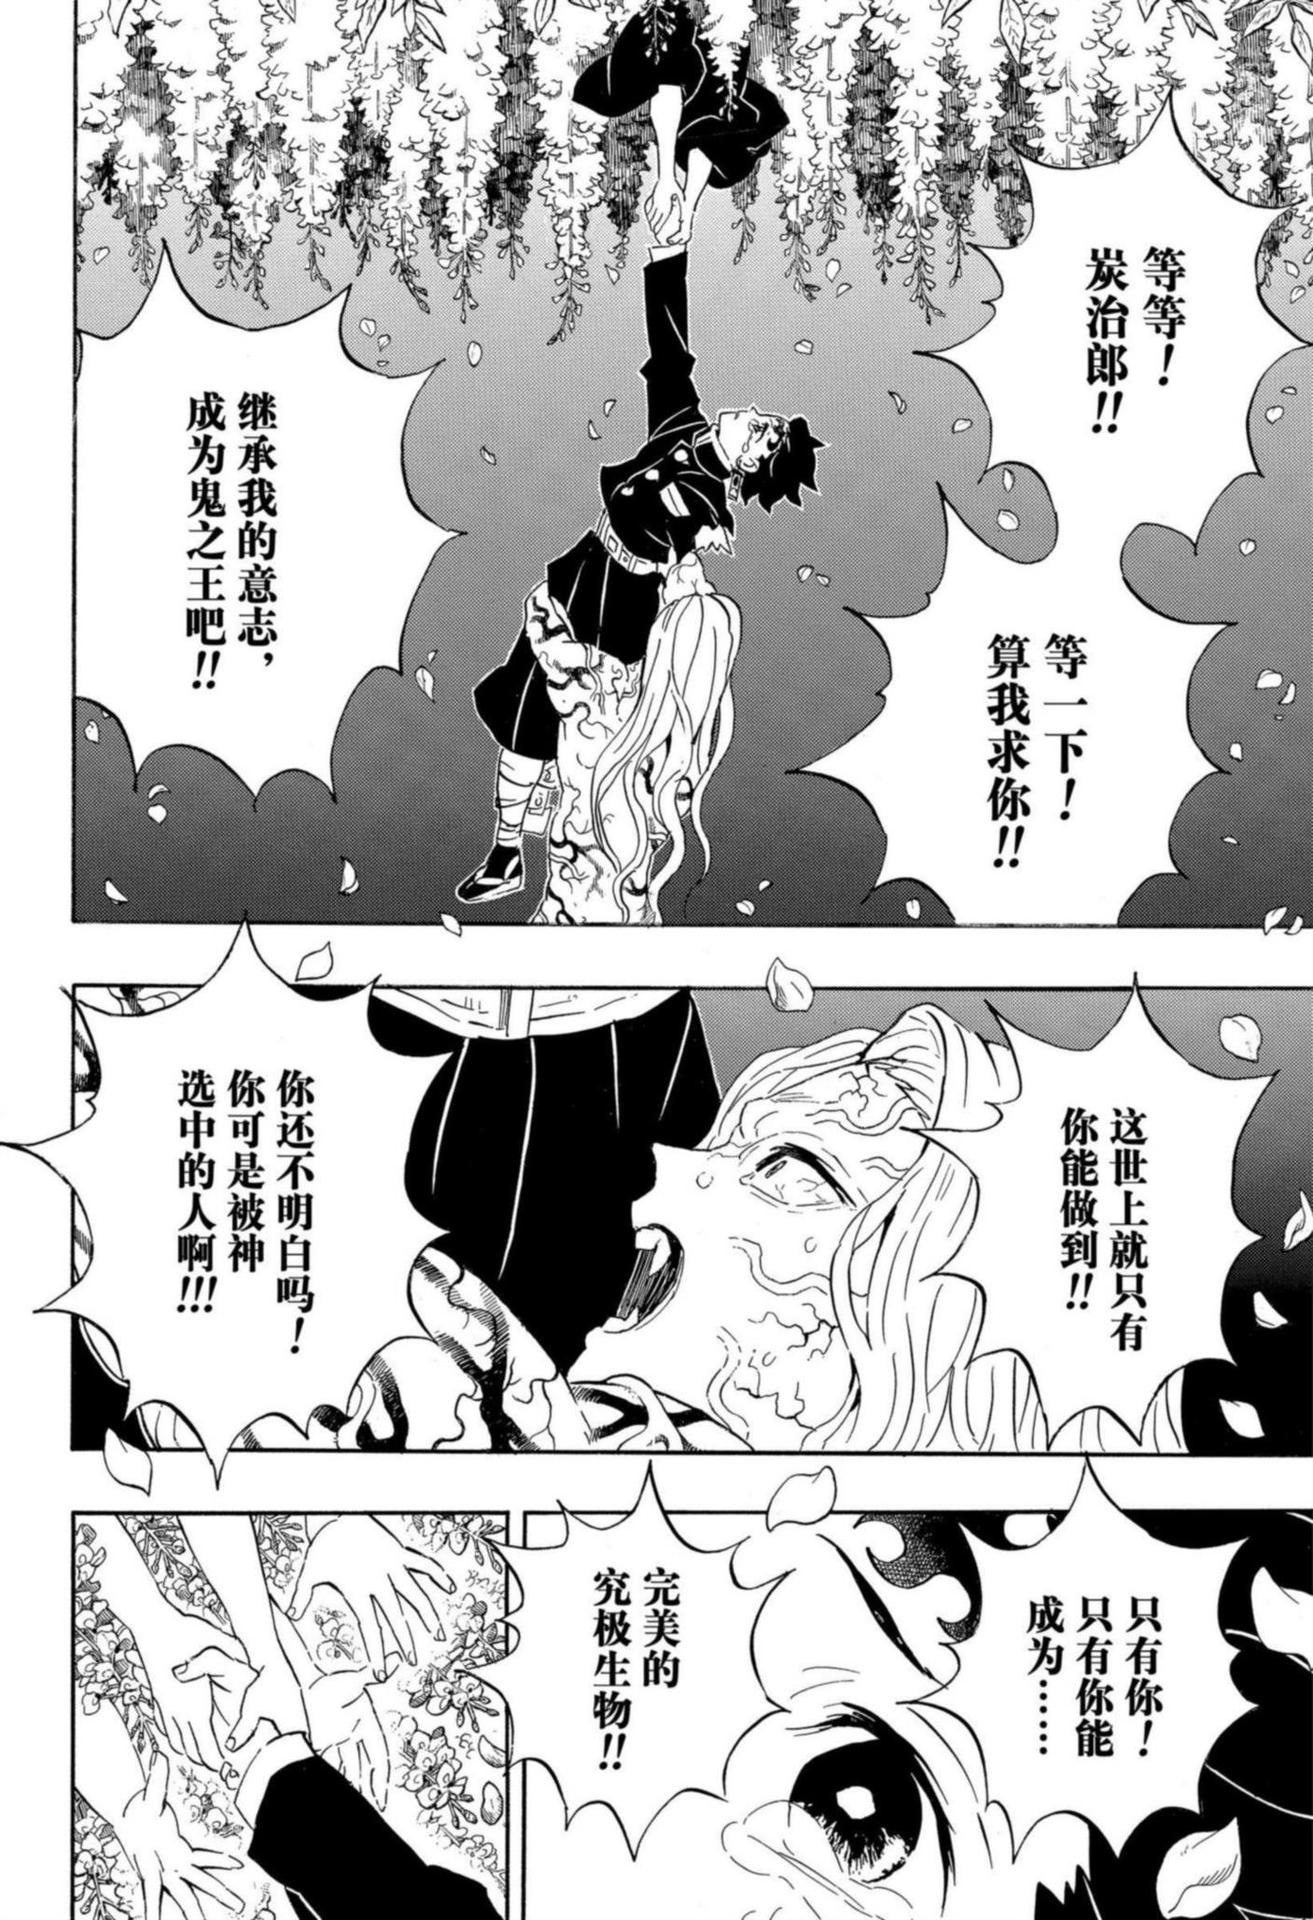 等等！
炭治郎!!
等一下！
算我求你!!
继承我的意志，
成为鬼之王吧!!
这世上就只有
你能做到!!
你还不明白吗！
你可是被神
选中的人啊!!!
只有你！
只有你能
成为……
完美的
究极生物!!